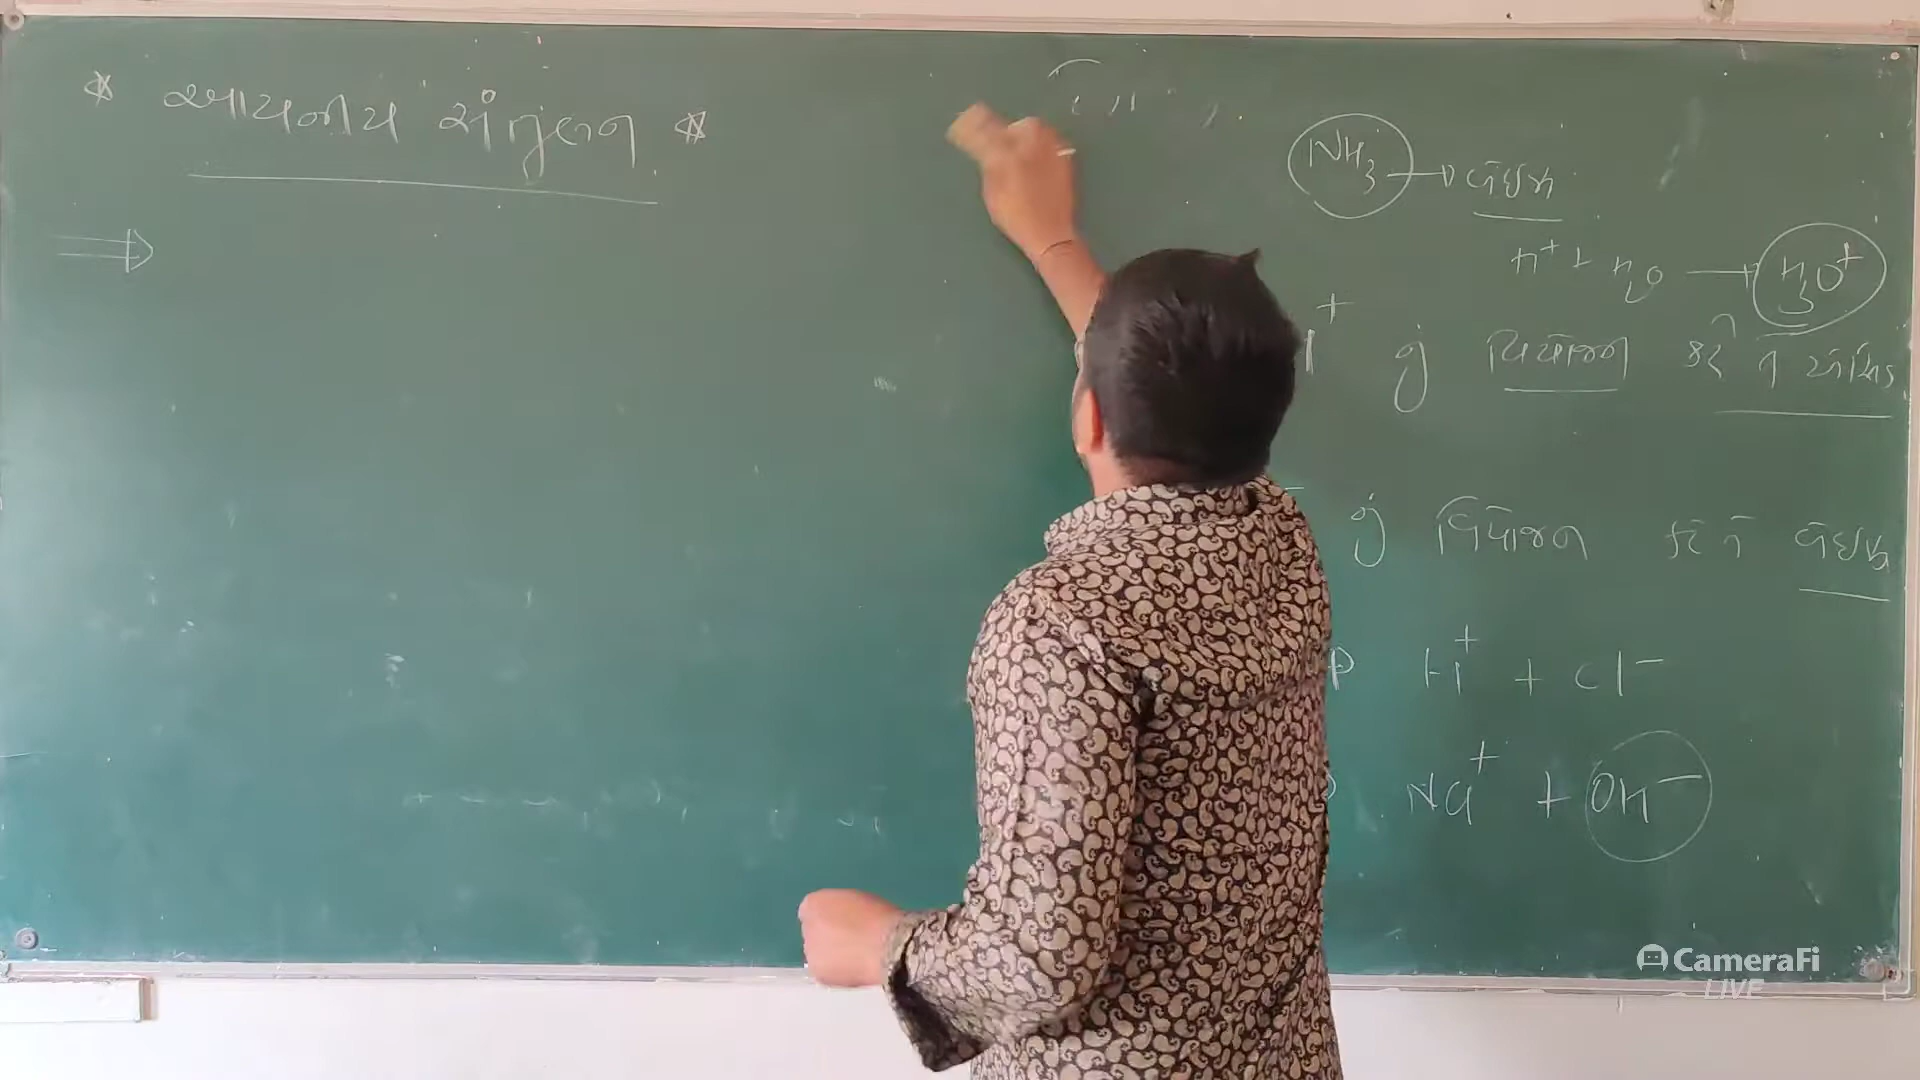 * આયનીય સંતુલન *
⇒
NH₃ → બેઇઝ
H⁺ + H₂O → H₃O⁺
નું વિયોજન કરે તે એસિડ
નું વિયોજન કરે તે બેઇઝ
H⁺ + Cl⁻
Na⁺ + OH⁻
CameraFi
LIVE